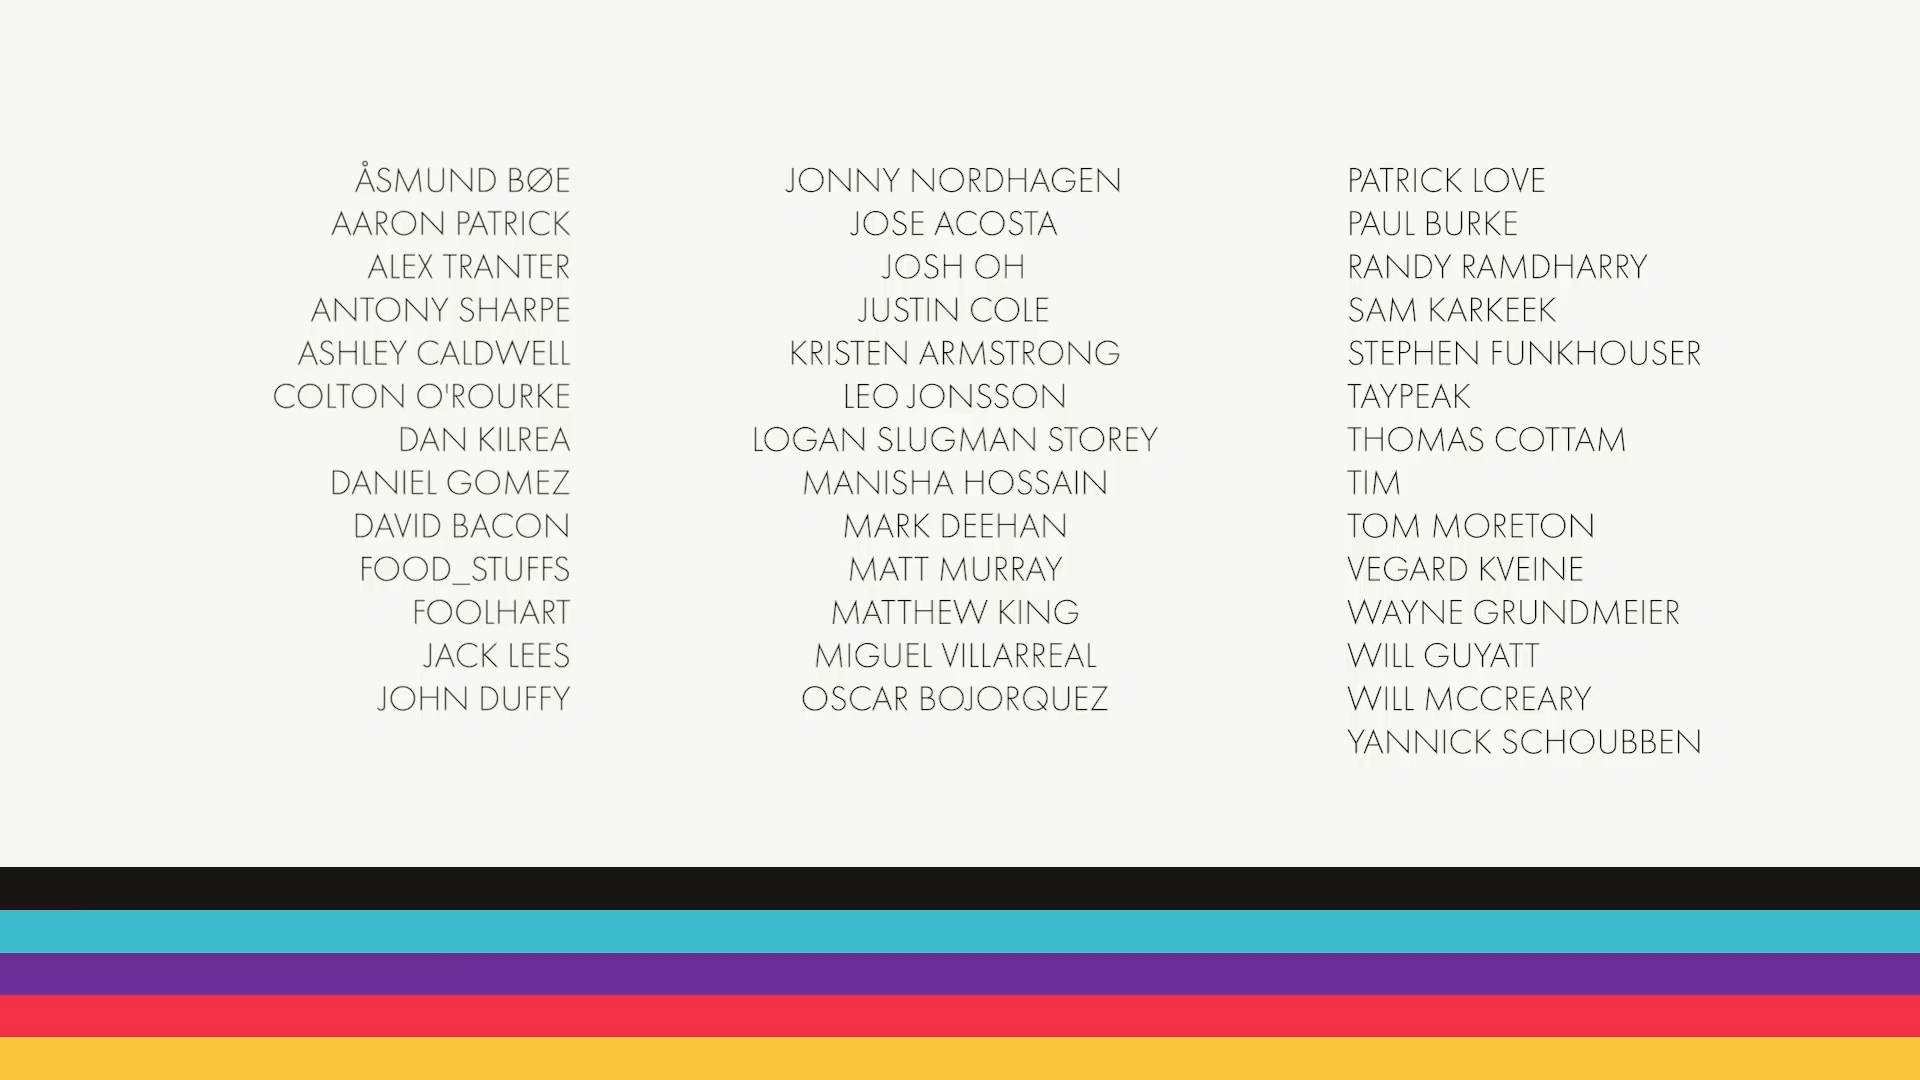 ÅSMUND BØE
AARON PATRICK
ALEX TRANTER
ANTONY SHARPE
ASHLEY CALDWELL
COLTON O'ROURKE
DAN KILREA
DANIEL GOMEZ
DAVID BACON
FOOD_STUFFS
FOOLHART
JACK LEES
JOHN DUFFY
JONNY NORDHAGEN
JOSE ACOSTA
JOSH OH
JUSTIN COLE
KRISTEN ARMSTRONG
LEO JONSSON
LOGAN SLUGMAN STOREY
MANISHA HOSSAIN
MARK DEEHAN
MATT MURRAY
MATTHEW KING
MIGUEL VILLARREAL
OSCAR BOJORQUEZ
PATRICK LOVE
PAUL BURKE
RANDY RAMDHARRY
SAM KARKEEK
STEPHEN FUNKHOUSER
TAYPEAK
THOMAS COTTAM
TIM
TOM MORETON
VEGARD KVEINE
WAYNE GRUNDMEIER
WILL GUYATT
WILL MCCREARY
YANNICK SCHOUBBEN